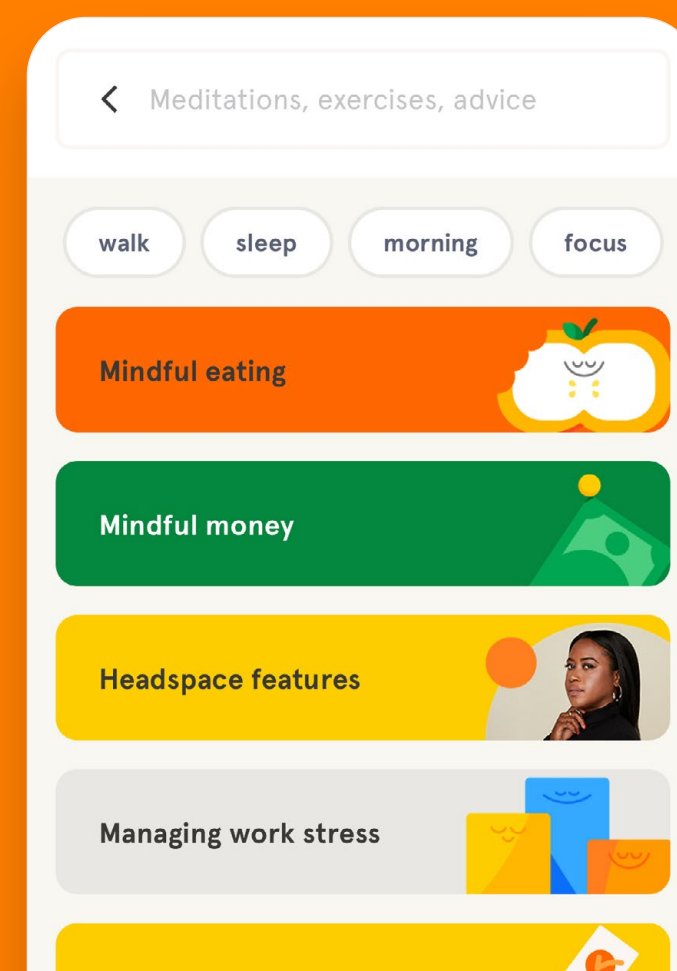 Meditations, exercises, advice
walk sleep morning focus
Mindful eating
Mindful money
Headspace features
Managing work stress